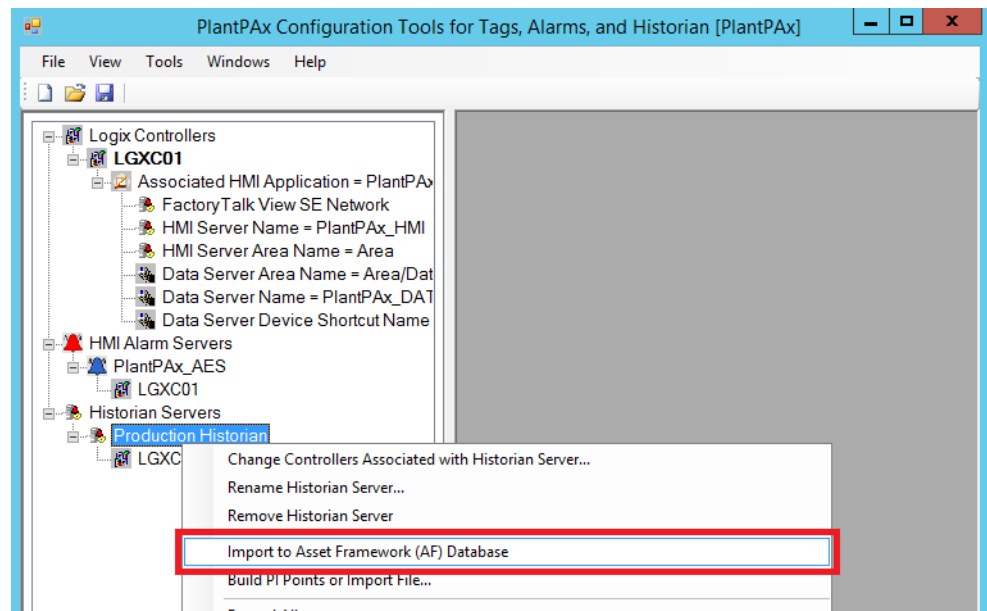 PlantPAx Configuration Tools for Tags, Alarms, and Historian [PlantPAx]
File View Tools Windows Help
Logix Controllers
LGXC01
Associated HMI Application = PlantPAx
FactoryTalk View SE Network
HMI Server Name = PlantPAx_HMI
HMI Server Area Name = Area
Data Server Area Name = Area/Dat
Data Server Name = PlantPAx_DAT
Data Server Device Shortcut Name
HMI Alarm Servers
PlantPAx_AES
LGXC01
Historian Servers
Production Historian
LGXC
Change Controllers Associated with Historian Server...
Rename Historian Server...
Remove Historian Server
Import to Asset Framework (AF) Database
Build PI Points or Import File...